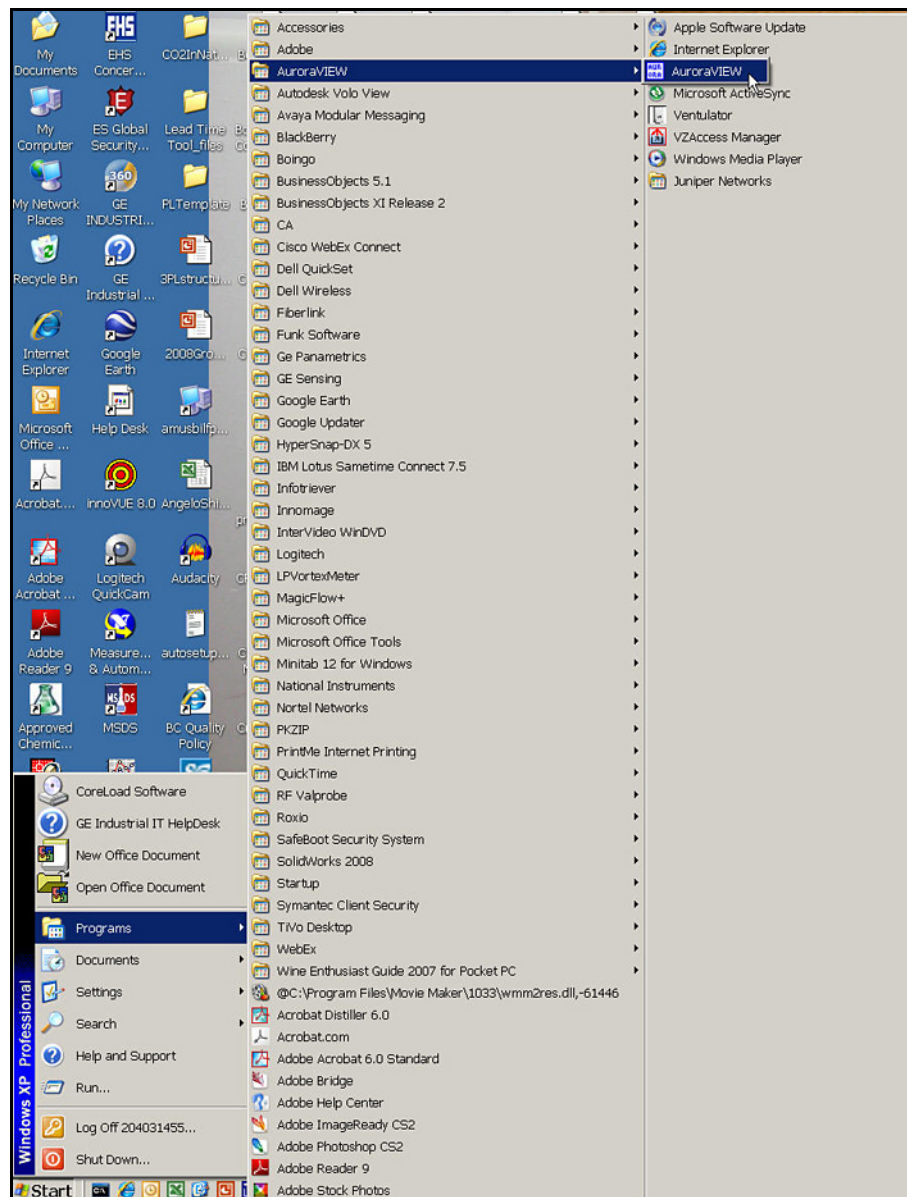 My Documents
EHS Concer...
CO2InNat...
My Computer
ES Global Security...
Lead Time Tool_files
My Network Places
GE INDUSTRI...
PLTemplate
Recycle Bin
GE Industrial ...
3PLstructu...
Internet Explorer
Google Earth
2008Gro...
Microsoft Office ...
Help Desk
amusbilfp...
Acrobat....
innoVUE 8.0
AngeloShi...
Adobe Acrobat ...
Logitech QuickCam
Audacity
Adobe Reader 9
Measure... & Autom...
autosetup...
Approved Chemic...
MSDS
BC Quality Policy
CoreLoad Software
GE Industrial IT HelpDesk
New Office Document
Open Office Document
Programs
Documents
Settings
Search
Help and Support
Run...
Log Off 204031455...
Shut Down...
Windows XP Professional
Start
Accessories
Adobe
AuroraVIEW
Autodesk Volo View
Avaya Modular Messaging
BlackBerry
Boingo
BusinessObjects 5.1
BusinessObjects XI Release 2
CA
Cisco WebEx Connect
Dell QuickSet
Dell Wireless
Fiberlink
Funk Software
Ge Panametrics
GE Sensing
Google Earth
Google Updater
HyperSnap-DX 5
IBM Lotus Sametime Connect 7.5
Infotriever
Innomage
InterVideo WinDVD
Logitech
LPVortexMeter
MagicFlow+
Microsoft Office
Microsoft Office Tools
Minitab 12 for Windows
National Instruments
Nortel Networks
PKZIP
PrintMe Internet Printing
QuickTime
RF Valprobe
Roxio
SafeBoot Security System
SolidWorks 2008
Startup
Symantec Client Security
TiVo Desktop
WebEx
Wine Enthusiast Guide 2007 for Pocket PC
@C:\Program Files\Movie Maker\1033\wmm2res.dll,-61446
Acrobat Distiller 6.0
Acrobat.com
Adobe Acrobat 6.0 Standard
Adobe Bridge
Adobe Help Center
Adobe ImageReady CS2
Adobe Photoshop CS2
Adobe Reader 9
Adobe Stock Photos
Apple Software Update
Internet Explorer
AuroraVIEW
Microsoft ActiveSync
Ventulator
VZAccess Manager
Windows Media Player
Juniper Networks